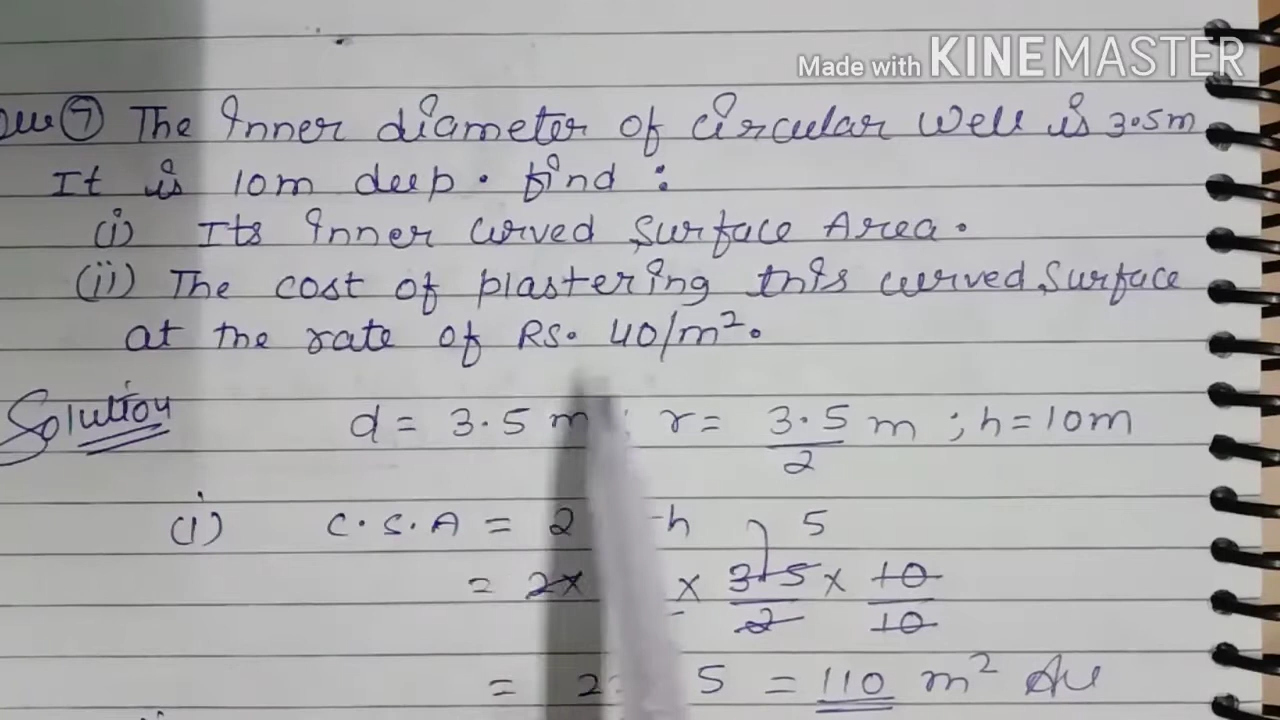 Made with KINEMASTER
Que (7) The Inner diameter of circular well is 3.5m
It is 10m deep. find :
(i) Its Inner curved Surface Area.
(ii) The cost of plastering this curved Surface
at the rate of RS. 40/m².
Solution d = 3.5 m ; r = 3.5/2 m ; h = 10m
(i) C.S.A = 2 h 5
= 2 x x 3.5/2 x 10/10
= 2 5 = 110 m²